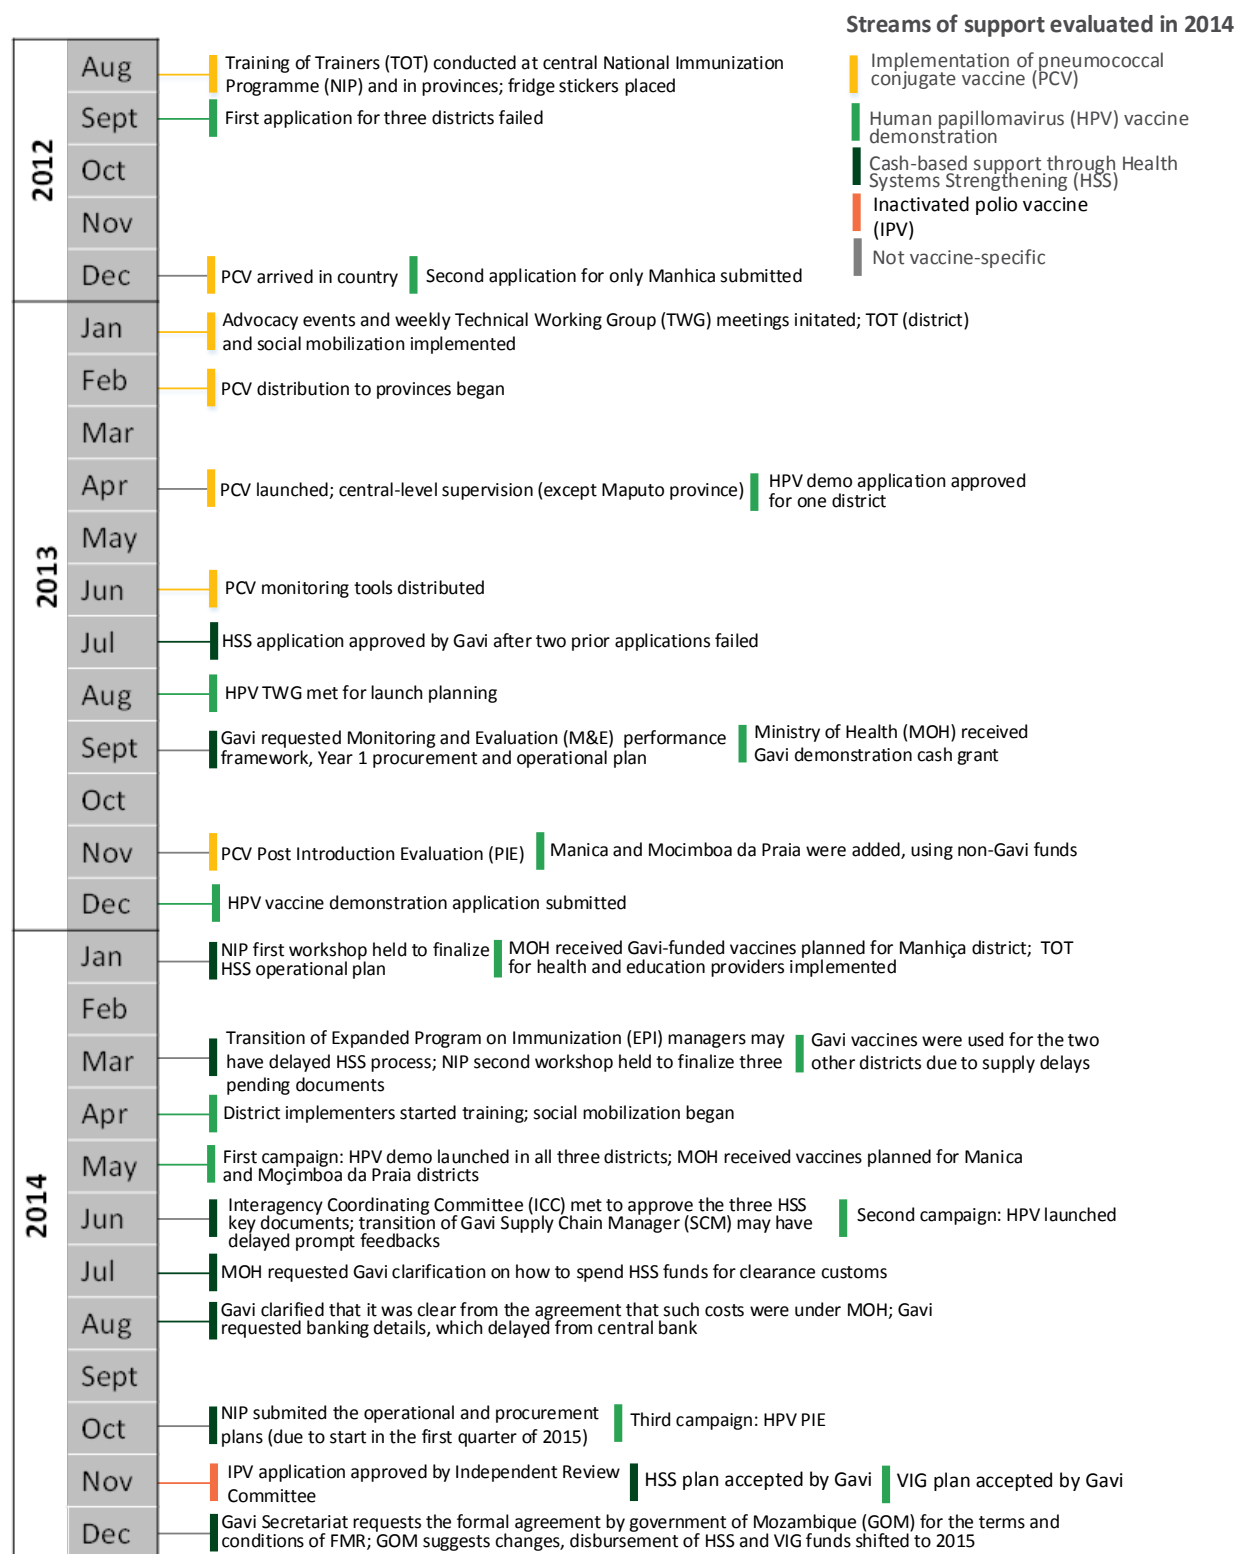 Streams of support evaluated in 2014
Implementation of pneumococcal
conjugate vaccine (PCV)
Human papillomavirus (HPV) vaccine
demonstration
Cash-based support through Health
Systems Strengthening (HSS)
Inactivated polio vaccine
(IPV)
Not vaccine-specific
2012
Aug
Training of Trainers (TOT) conducted at central National Immunization
Programme (NIP) and in provinces; fridge stickers placed
Sept
First application for three districts failed
Oct
Nov
Dec
PCV arrived in country
Second application for only Manhica submitted
2013
Jan
Advocacy events and weekly Technical Working Group (TWG) meetings initated; TOT (district)
and social mobilization implemented
Feb
PCV distribution to provinces began
Mar
Apr
PCV launched; central-level supervision (except Maputo province)
HPV demo application approved
for one district
May
Jun
PCV monitoring tools distributed
Jul
HSS application approved by Gavi after two prior applications failed
Aug
HPV TWG met for launch planning
Sept
Gavi requested Monitoring and Evaluation (M&E) performance
framework, Year 1 procurement and operational plan
Ministry of Health (MOH) received
Gavi demonstration cash grant
Oct
Nov
PCV Post Introduction Evaluation (PIE)
Manica and Mocimboa da Praia were added, using non-Gavi funds
Dec
HPV vaccine demonstration application submitted
2014
Jan
NIP first workshop held to finalize
HSS operational plan
MOH received Gavi-funded vaccines planned for Manhiça district; TOT
for health and education providers implemented
Feb
Mar
Transition of Expanded Program on Immunization (EPI) managers may
have delayed HSS process; NIP second workshop held to finalize three
pending documents
Gavi vaccines were used for the two
other districts due to supply delays
Apr
District implementers started training; social mobilization began
May
First campaign: HPV demo launched in all three districts; MOH received vaccines planned for Manica
and Moçimboa da Praia districts
Jun
Interagency Coordinating Committee (ICC) met to approve the three HSS
key documents; transition of Gavi Supply Chain Manager (SCM) may have
delayed prompt feedbacks
Second campaign: HPV launched
Jul
MOH requested Gavi clarification on how to spend HSS funds for clearance customs
Aug
Gavi clarified that it was clear from the agreement that such costs were under MOH; Gavi
requested banking details, which delayed from central bank
Sept
Oct
NIP submited the operational and procurement
plans (due to start in the first quarter of 2015)
Third campaign: HPV PIE
Nov
IPV application approved by Independent Review
Committee
HSS plan accepted by Gavi
VIG plan accepted by Gavi
Dec
Gavi Secretariat requests the formal agreement by government of Mozambique (GOM) for the terms and
conditions of FMR; GOM suggests changes, disbursement of HSS and VIG funds shifted to 2015